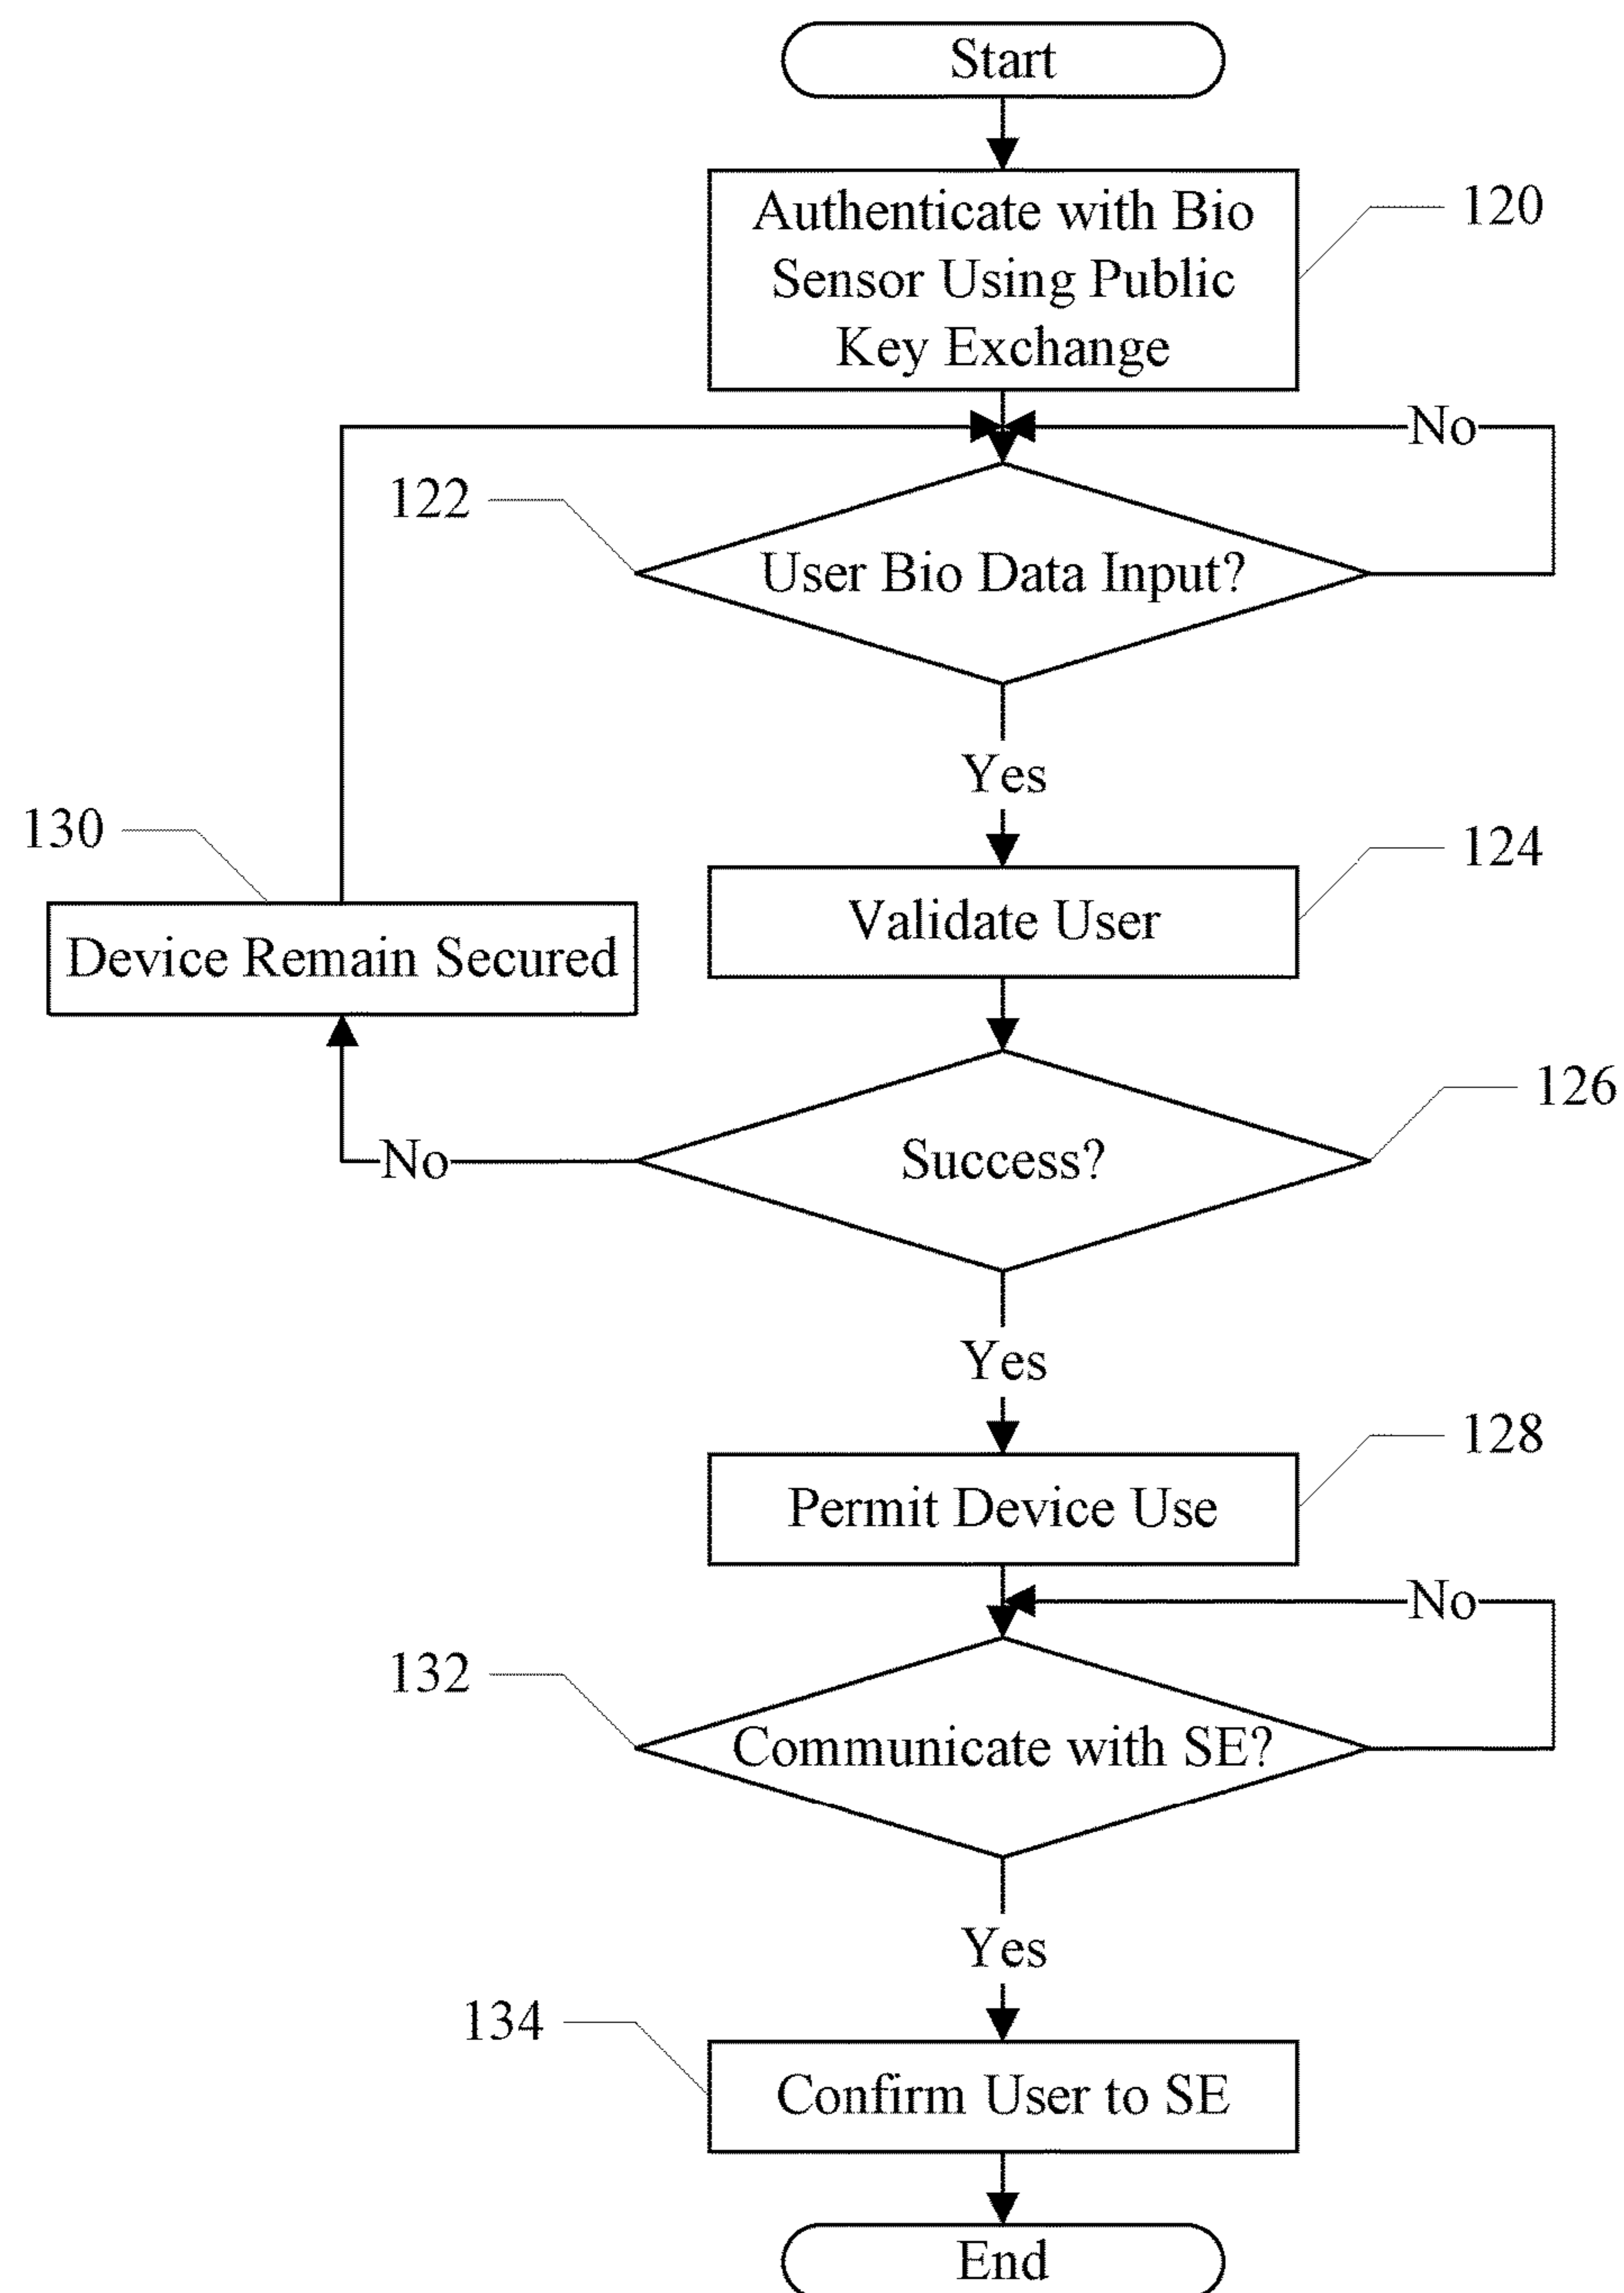 Start
Authenticate with Bio
Sensor Using Public
Key Exchange
120
No
122
User Bio Data Input?
Yes
130
124
Validate User
Device Remain Secured
126
No
Success?
Yes
128
Permit Device Use
No
132
Communicate with SE?
Yes
134
Confirm User to SE
End